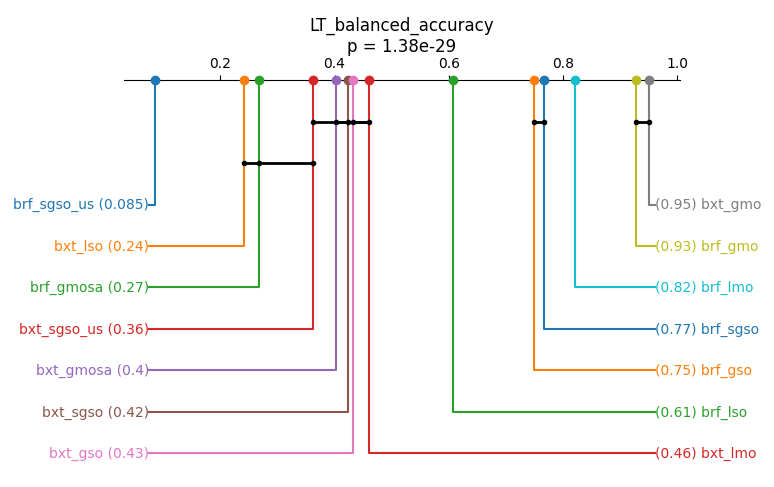 LT_balanced_accuracy
p = 1.38e-29
0.2 0.4 0.6 0.8 1.0
brf_sgso_us (0.085) (0.95) bxt_gmo
bxt_lso (0.24) (0.93) brf_gmo
brf_gmosa (0.27) (0.82) brf_lmo
bxt_sgso_us (0.36) (0.77) brf_sgso
bxt_gmosa (0.4) (0.75) brf_gso
bxt_sgso (0.42) (0.61) brf_lso
bxt_gso (0.43) (0.46) bxt_lmo